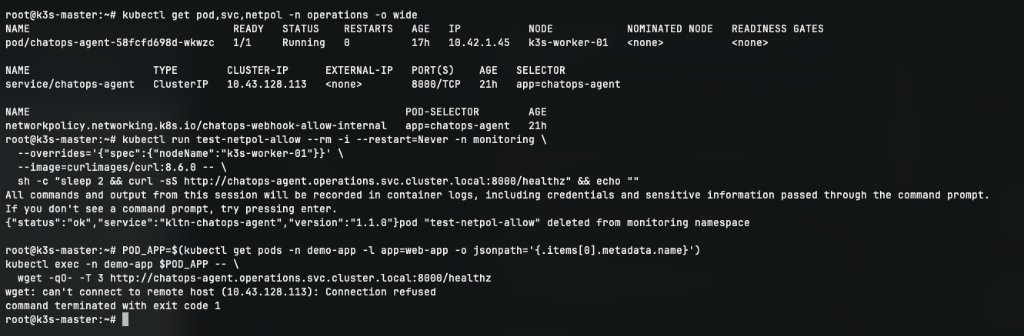 root@k3s-master:~# kubectl get pod,svc,netpol -n operations -o wide
NAME                                 READY   STATUS    RESTARTS   AGE   IP           NODE            NOMINATED NODE   READINESS GATES
pod/chatops-agent-58fcfd698d-wkwzc   1/1     Running   0          17h   10.42.1.45   k3s-worker-01   <none>           <none>

NAME                    TYPE        CLUSTER-IP      EXTERNAL-IP   PORT(S)    AGE   SELECTOR
service/chatops-agent   ClusterIP   10.43.128.113   <none>        8000/TCP   21h   app=chatops-agent

NAME                                                             POD-SELECTOR        AGE
networkpolicy.networking.k8s.io/chatops-webhook-allow-internal   app=chatops-agent   21h
root@k3s-master:~# kubectl run test-netpol-allow --rm -i --restart=Never -n monitoring \
  --overrides='{"spec":{"nodeName":"k3s-worker-01"}}' \
  --image=curlimages/curl:8.6.0 -- \
  sh -c "sleep 2 && curl -sS http://chatops-agent.operations.svc.cluster.local:8000/healthz" && echo ""
All commands and output from this session will be recorded in container logs, including credentials and sensitive information passed through the command prompt.
If you don't see a command prompt, try pressing enter.
{"status":"ok","service":"kltn-chatops-agent","version":"1.1.0"}pod "test-netpol-allow" deleted from monitoring namespace

root@k3s-master:~# POD_APP=$(kubectl get pods -n demo-app -l app=web-app -o jsonpath='{.items[0].metadata.name}')
kubectl exec -n demo-app $POD_APP -- \
  wget -qO- -T 3 http://chatops-agent.operations.svc.cluster.local:8000/healthz
wget: can't connect to remote host (10.43.128.113): Connection refused
command terminated with exit code 1
root@k3s-master:~#